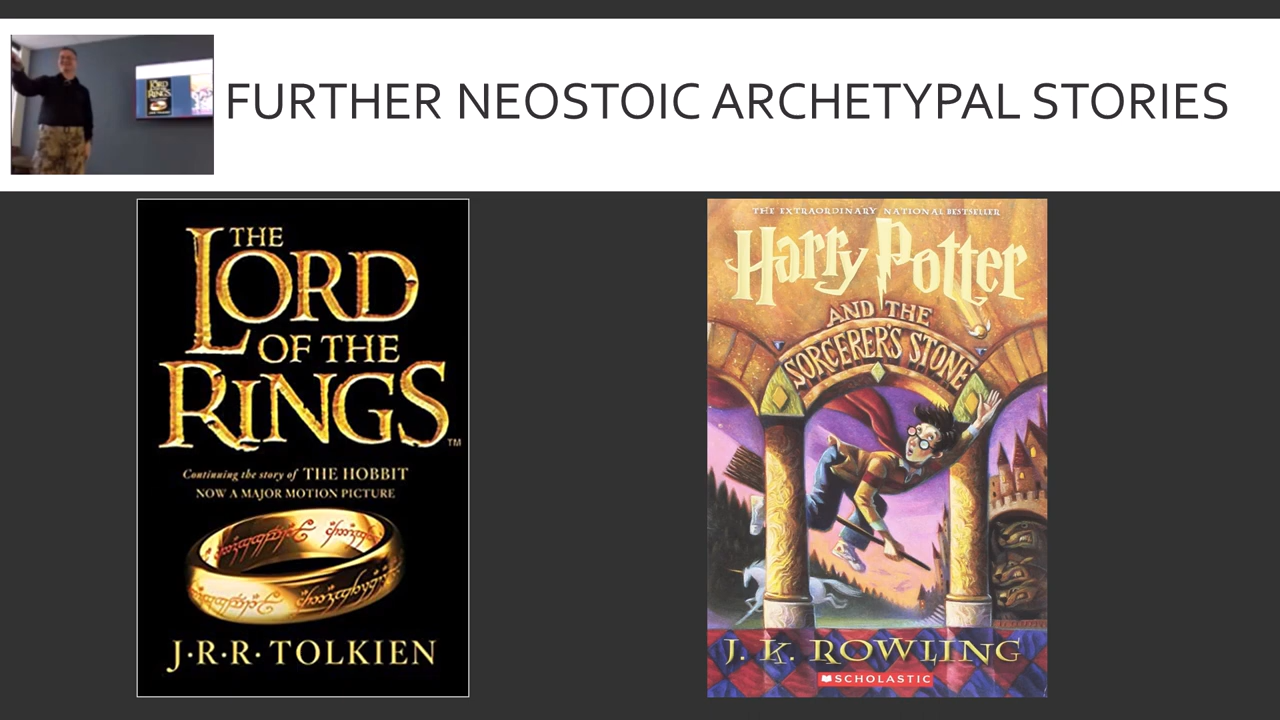 FURTHER NEOSTOIC ARCHETYPAL STORIES
THE
LORD
OF THE
RINGS™
Continuing the story of THE HOBBIT
NOW A MAJOR MOTION PICTURE
J·R·R·TOLKIEN
THE EXTRAORDINARY NATIONAL BESTSELLER
Harry Potter
AND THE
SORCERER'S STONE
J. K. ROWLING
SCHOLASTIC